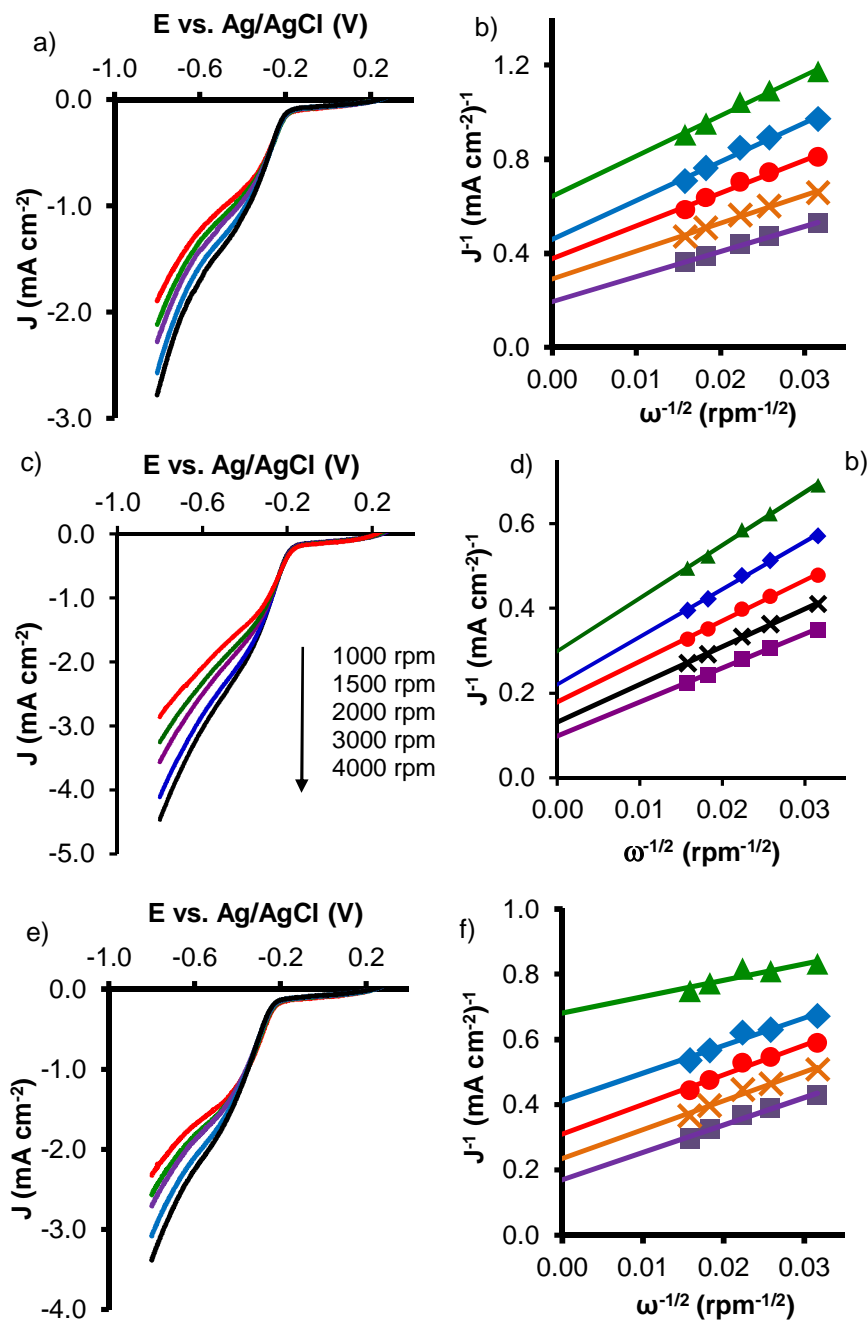 E vs. Ag/AgCl (V)
a)
-1.0 -0.6 -0.2 0.2
0.0
-1.0
-2.0
-3.0
J (mA cm-2)
b)
1.2
0.8
0.4
0.0
0.00 0.01 0.02 0.03
J-1 (mA cm-2)-1
ω-1/2 (rpm-1/2)
c)
E vs. Ag/AgCl (V)
-1.0 -0.6 -0.2 0.2
0.0
-1.0
-2.0
-3.0
-4.0
-5.0
J (mA cm-2)
1000 rpm
1500 rpm
2000 rpm
3000 rpm
4000 rpm
d)
b)
0.6
0.4
0.2
0.0
0.00 0.01 0.02 0.03
J-1 (mA cm-2)-1
ω-1/2 (rpm-1/2)
E vs. Ag/AgCl (V)
e)
-1.0 -0.6 -0.2 0.2
0.0
-1.0
-2.0
-3.0
-4.0
J (mA cm-2)
f)
1.0
0.8
0.6
0.4
0.2
0.0
0.00 0.01 0.02 0.03
J-1 (mA cm-2)-1
ω-1/2 (rpm-1/2)